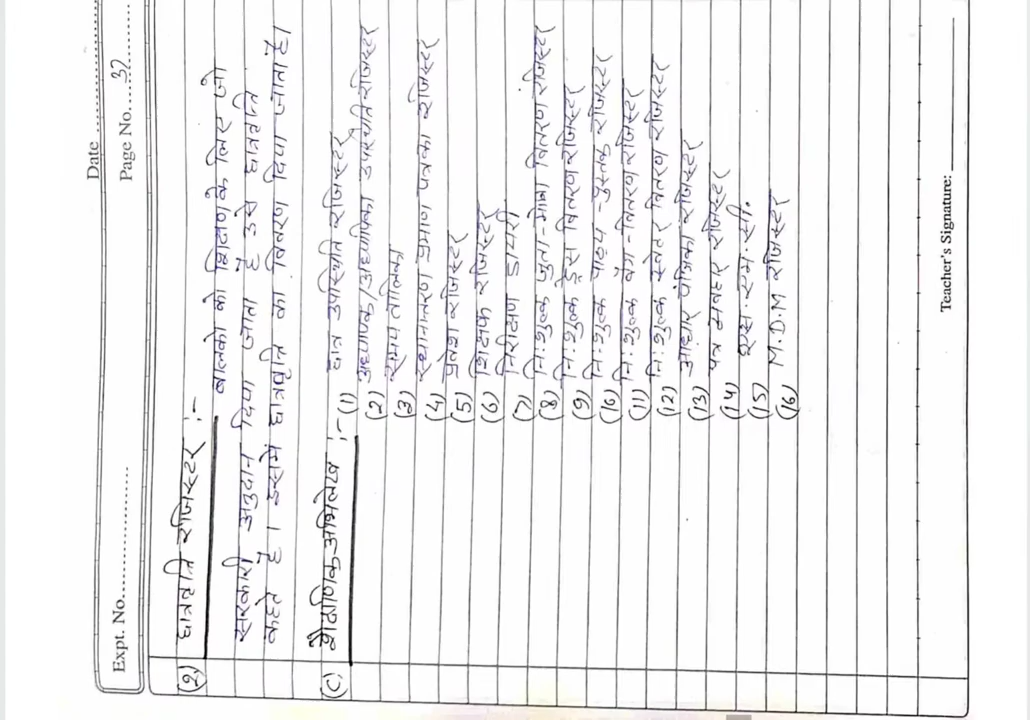 Date
Expt. No.
Page No. 37
(2) छात्रवृत्ति रजिस्टर :-
बालको को शिक्षण के लिए जो
सरकारी अनुदान दिया जाता है उसे छात्रवृत्ति
कहते है । इसमें छात्रवृत्ति का विवरण दिया जाता है।
(C) शैक्षणिक अभिलेख :- (1) छात्र उपस्थिति रजिस्टर
(2) अध्यापक/अध्यापिका उपस्थिति रजिस्टर
(3) समय तालिका
(4) स्थानान्तरण प्रमाण पत्रका रजिस्टर
(5) प्रवेश रजिस्टर
(6) शिक्षक रजिस्टर
(7) निरीक्षण डायरी
(8) नि:शुल्क जुता-मोजा वितरण रजिस्टर
(9) नि:शुल्क ड्रेस वितरण रजिस्टर
(10) नि:शुल्क पाठ्य-पुस्तक रजिस्टर
(11) नि:शुल्क बैग-वितरण रजिस्टर
(12) नि:शुल्क स्वेटर वितरण रजिस्टर
(13) आधार पंजिका रजिस्टर
(14) पत्र व्यवहार रजिस्टर
(15) एस.एम.सी.
(16) M.D.M रजिस्टर
Teacher's Signature: